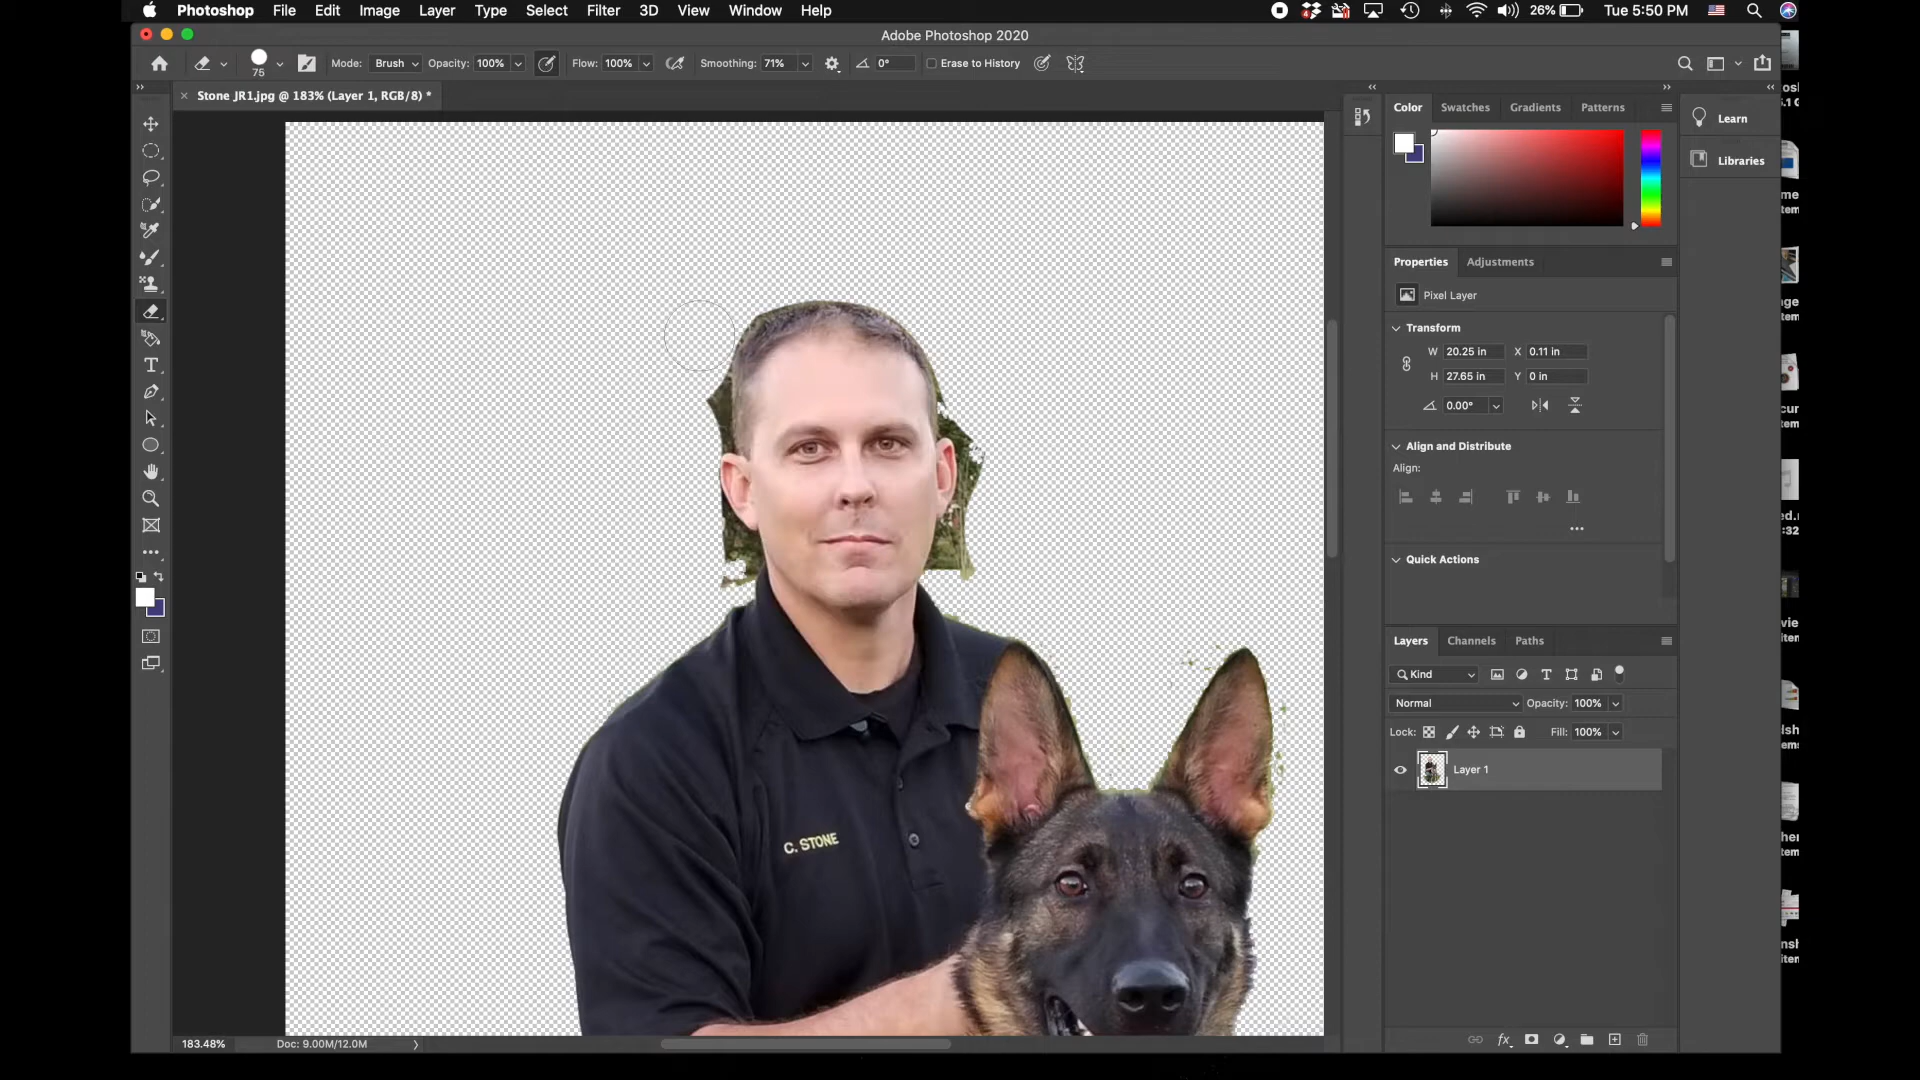 Photoshop File Edit Image Layer Type Select Filter 3D View Window Help 4 26% Tue 5:50 PM
Adobe Photoshop 2020
75 Mode: Brush Opacity: 100% Flow: 100% Smoothing: 71% 0° Erase to History
Stone JR1.jpg @ 183% (Layer 1, RGB/8) *
Color Swatches Gradients Patterns
Learn
Libraries
Properties Adjustments
Pixel Layer
Transform
W 20.25 in X 0.11 in
H 27.65 in Y 0 in
0.00°
Align and Distribute
Align:
Quick Actions
Layers Channels Paths
Kind
Normal Opacity: 100%
Lock: Fill: 100%
Layer 1
C. STONE
183.48% Doc: 9.00M/12.0M